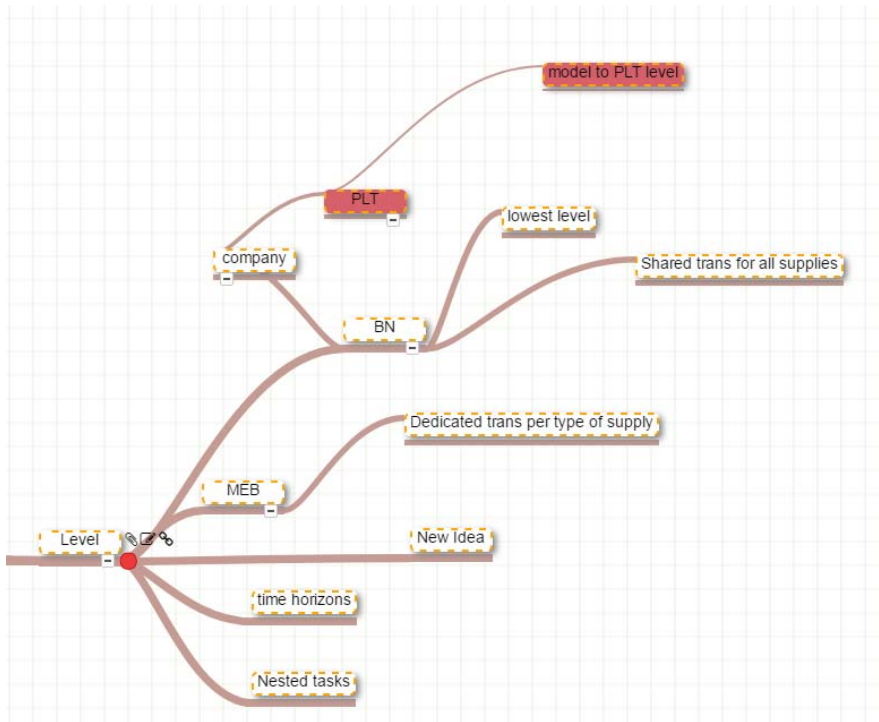 model to PLT level
PLT
lowest level
company
Shared trans for all supplies
BN
Dedicated trans per type of supply
MEB
Level
New Idea
time horizons
Nested tasks